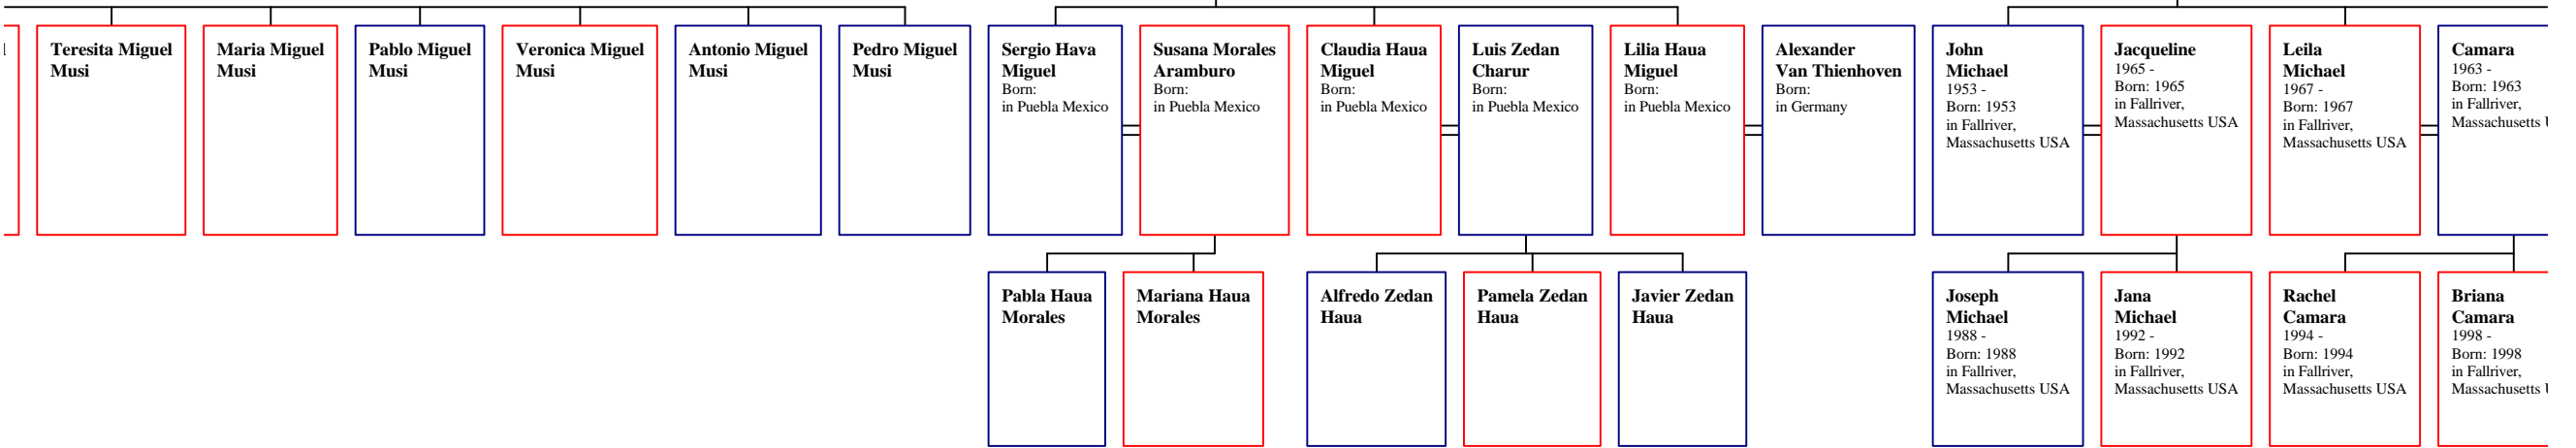 Teresita Miguel
Musi
Maria Miguel
Musi
Pablo Miguel
Musi
Veronica Miguel
Musi
Antonio Miguel
Musi
Pedro Miguel
Musi
Sergio Hava
Miguel
Born:
in Puebla Mexico
Susana Morales
Aramburo
Born:
in Puebla Mexico
Claudia Haua
Miguel
Born:
in Puebla Mexico
Luis Zedan
Charur
Born:
in Puebla Mexico
Lilia Haua
Miguel
Born:
in Puebla Mexico
Alexander
Van Thienhoven
Born:
in Germany
John
Michael
1953 -
Born: 1953
in Fallriver,
Massachusetts USA
Jacqueline
1965 -
Born: 1965
in Fallriver,
Massachusetts USA
Leila
Michael
1967 -
Born: 1967
in Fallriver,
Massachusetts USA
Camara
1963 -
Born: 1963
in Fallriver,
Massachusetts
Pabla Haua
Morales
Mariana Haua
Morales
Alfredo Zedan
Haua
Pamela Zedan
Haua
Javier Zedan
Haua
Joseph
Michael
1988 -
Born: 1988
in Fallriver,
Massachusetts USA
Jana
Michael
1992 -
Born: 1992
in Fallriver,
Massachusetts USA
Rachel
Camara
1994 -
Born: 1994
in Fallriver,
Massachusetts USA
Briana
Camara
1998 -
Born: 1998
in Fallriver,
Massachusetts